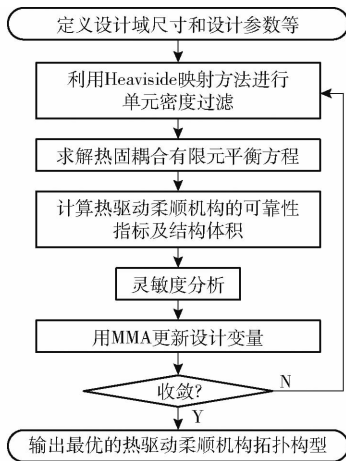 定义设计域尺寸和设计参数等
利用Heaviside映射方法进行
单元密度过滤
求解热固耦合有限元平衡方程
计算热驱动柔顺机构的可靠性
指标及结构体积
灵敏度分析
用MMA更新设计变量
收敛?
N
Y
输出最优的热驱动柔顺机构拓扑构型